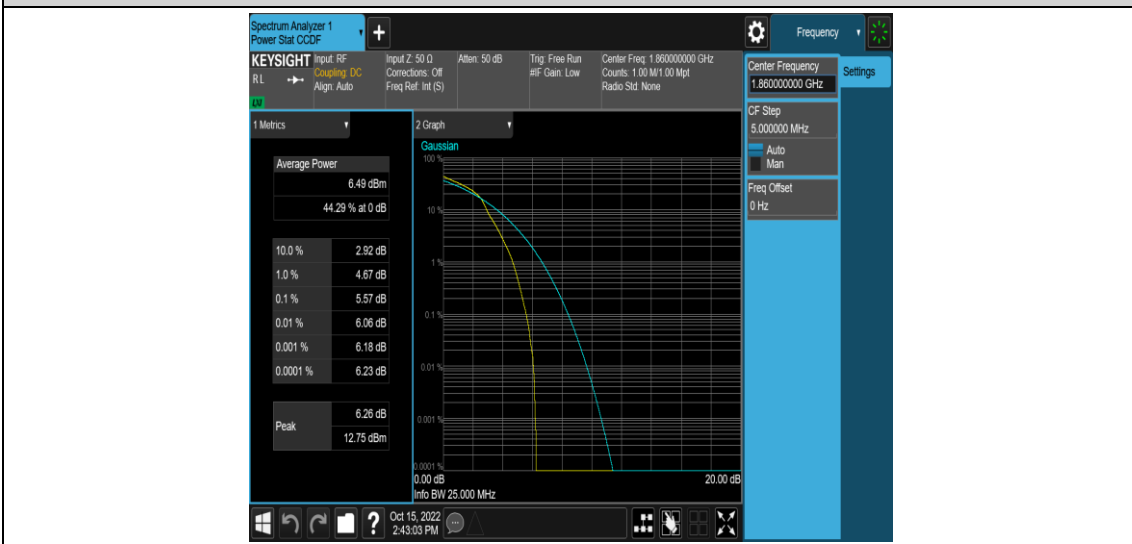 Spectrum Analyzer 1
Power Stat CCDF
+
Frequency
KEYSIGHT
Input: RF
Coupling: DC
Align: Auto
Input Z: 50 Ω
Corrections: Off
Freq Ref: Int (S)
Atten: 50 dB
Trig: Free Run
#IF Gain: Low
Center Freq: 1.860000000 GHz
Counts: 1.00 M/1.00 Mpt
Radio Std: None
R L
LXI
Center Frequency
1.860000000 GHz
Settings
CF Step
5.000000 MHz
Auto
Man
Freq Offset
0 Hz
1 Metrics
Average Power
6.49 dBm
44.29 % at 0 dB
10.0 % 2.92 dB
1.0 % 4.67 dB
0.1 % 5.57 dB
0.01 % 6.06 dB
0.001 % 6.18 dB
0.0001 % 6.23 dB
Peak
6.26 dB
12.75 dBm
2 Graph
Gaussian
100 %
10 %
1 %
0.1 %
0.01 %
0.001 %
0.0001 %
0.00 dB 20.00 dB
Info BW 25.000 MHz
?
Oct 15, 2022
2:43:03 PM